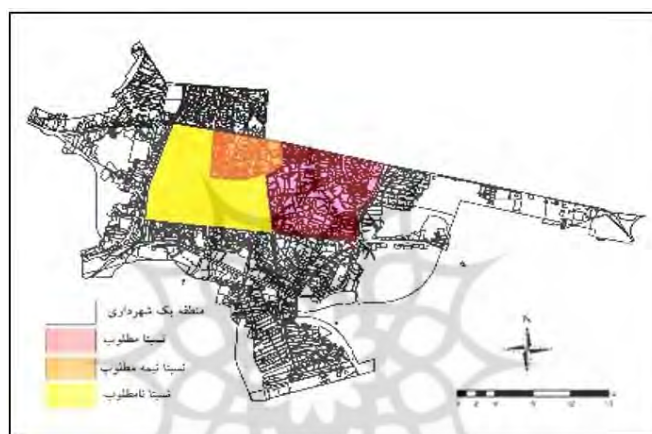 منطقه یک شهرداری
نسبتا مطلوب
نسبتا نیمه مطلوب
نسبتا نامطلوب
N